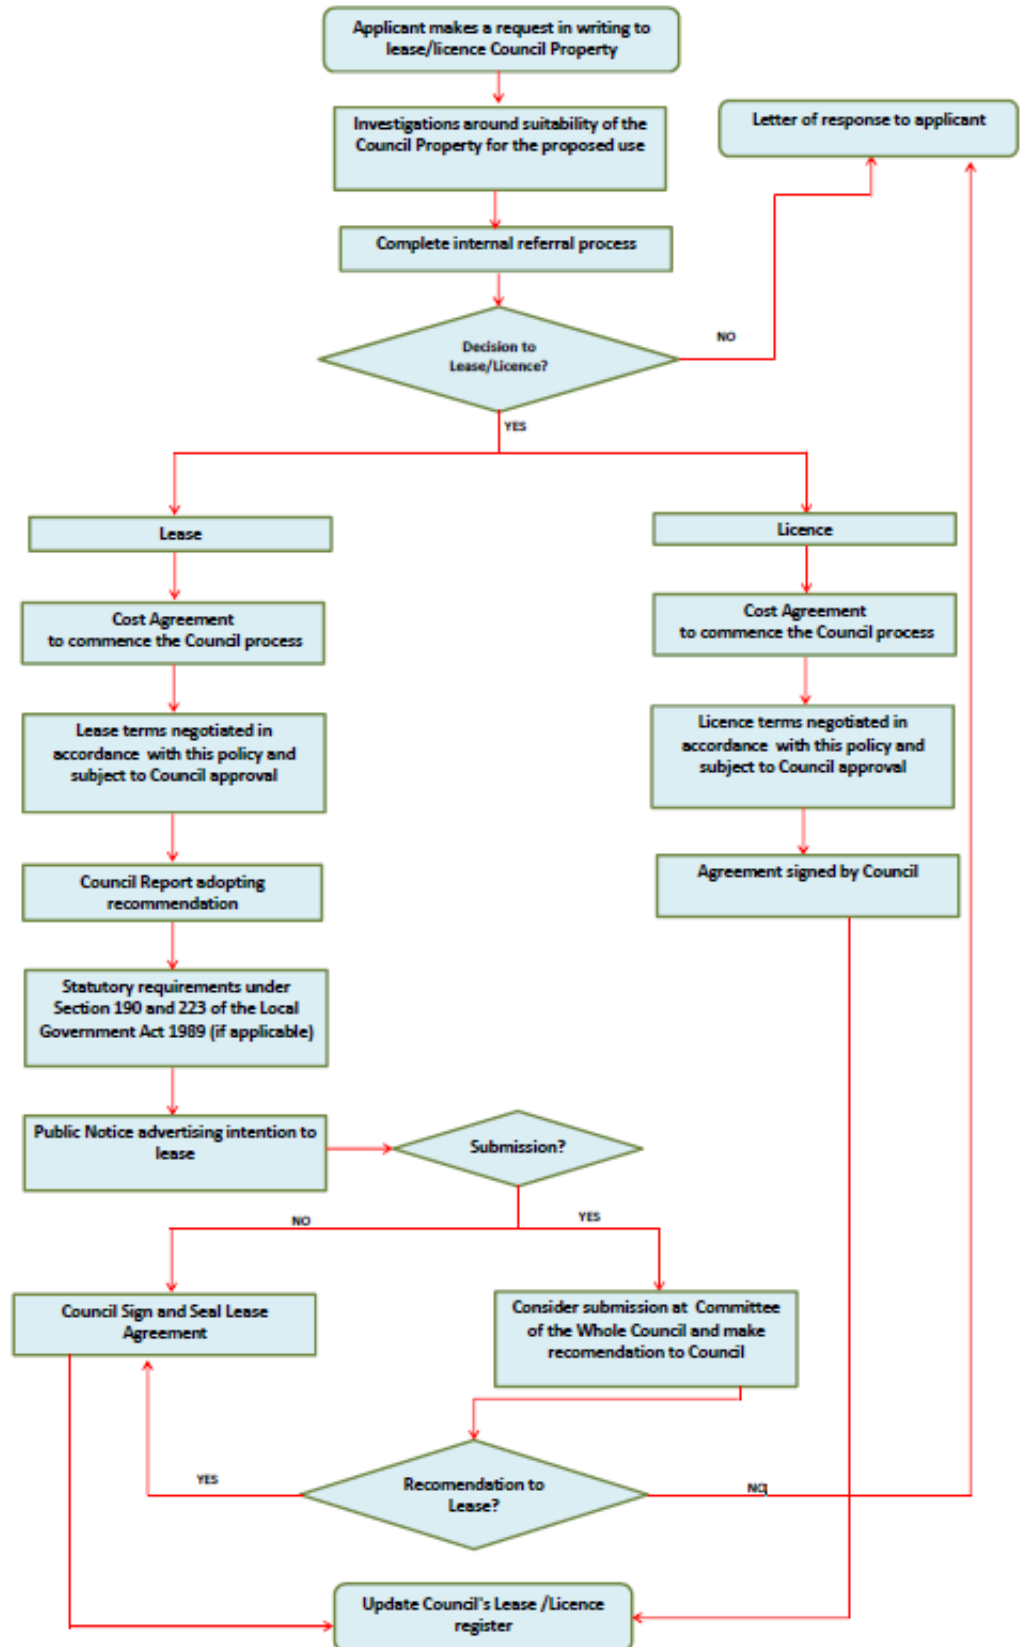 Applicant makes a request in writing to
lease/licence Council Property
Investigations around suitability of the
Council Property for the proposed use
Letter of response to applicant
Complete internal referral process
Decision to
Lease/Licence?
NO
YES
Lease
Licence
Cost Agreement
to commence the Council process
Cost Agreement
to commence the Council process
Lease terms negotiated in
accordance with this policy and
subject to Council approval
Licence terms negotiated in
accordance with this policy and
subject to Council approval
Council Report adopting
recommendation
Agreement signed by Council
Statutory requirements under
Section 190 and 223 of the Local
Government Act 1989 (if applicable)
Public Notice advertising intention to
lease
Submission?
NO
YES
Council Sign and Seal Lease
Agreement
Consider submission at Committee
of the Whole Council and make
recomendation to Council
Recomendation to
Lease?
YES
NO
Update Council's Lease /Licence
register